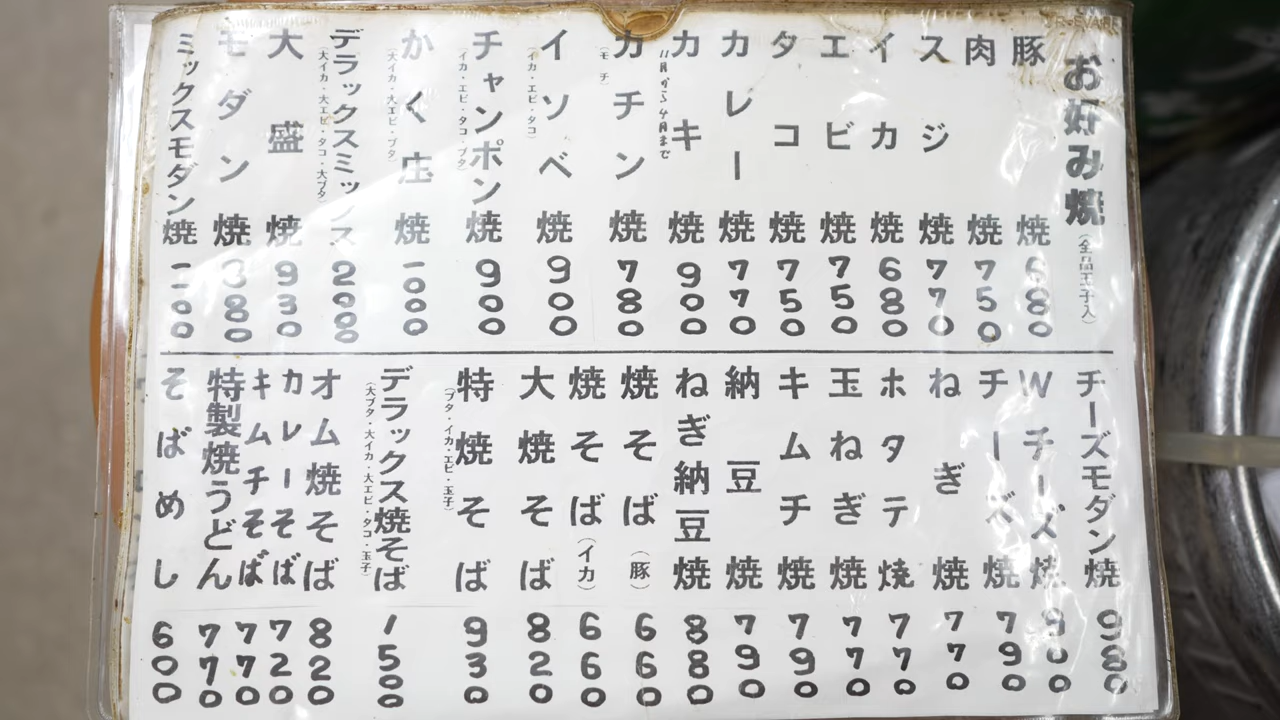 お好み焼（全品玉子入）
豚焼 680
肉焼 750
スジ焼 770
イカ焼 680
エビ焼 750
タコ焼 750
カレー焼 770
カキ焼 900
11月から4月まで
カチン焼 780
（モチ）
イソベ焼 900
（イカ・エビ・タコ）
チャンポン焼 900
（イカ・エビ・タコ・ブタ）
かく庄焼 一000
（大イカ・大エビ・ブタ）
デラックスミックス 2000
（大イカ・大エビ・タコ・大ブタ）
大盛焼 930
モダン焼 880
ミックスモダン焼 一一00
チーズモダン焼 980
Wチーズ焼 900
チーズ焼 790
ねぎ焼 770
ホタテ焼 770
玉ねぎ焼 770
キムチ焼 790
納豆焼 790
ねぎ納豆焼 880
焼そば（豚） 660
焼そば（イカ） 660
大焼そば 820
特焼そば 930
（ブタ・イカ・エビ・玉子）
デラックス焼そば 1500
（大ブタ・大イカ・大エビ・タコ・玉子）
オム焼そば 820
カレーそば 720
キムチそば 770
特製焼うどん 770
そばめし 600